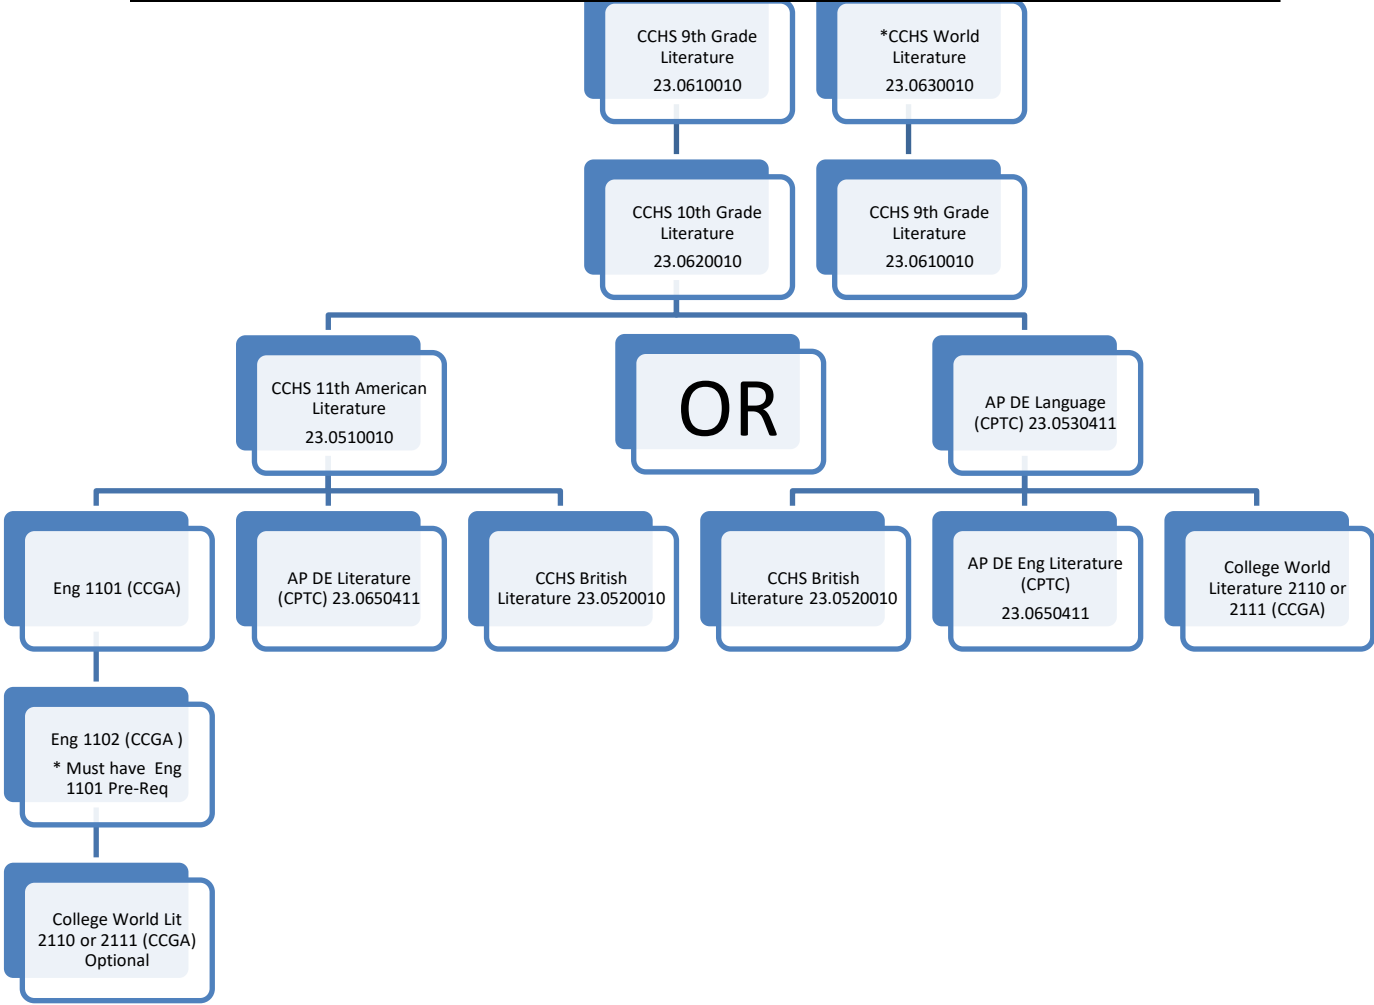 CCHS 9th Grade
Literature
23.0610010
*CCHS World
Literature
23.0630010
CCHS 10th Grade
Literature
23.0620010
CCHS 9th Grade
Literature
23.0610010
CCHS 11th American
Literature
23.0510010
OR
AP DE Language
(CPTC) 23.0530411
Eng 1101 (CCGA)
AP DE Literature
(CPTC) 23.0650411
CCHS British
Literature 23.0520010
CCHS British
Literature 23.0520010
AP DE Eng Literature
(CPTC)
23.0650411
College World
Literature 2110 or
2111 (CCGA)
Eng 1102 (CCGA )
* Must have  Eng
1101 Pre-Req
College World Lit
2110 or 2111 (CCGA)
Optional